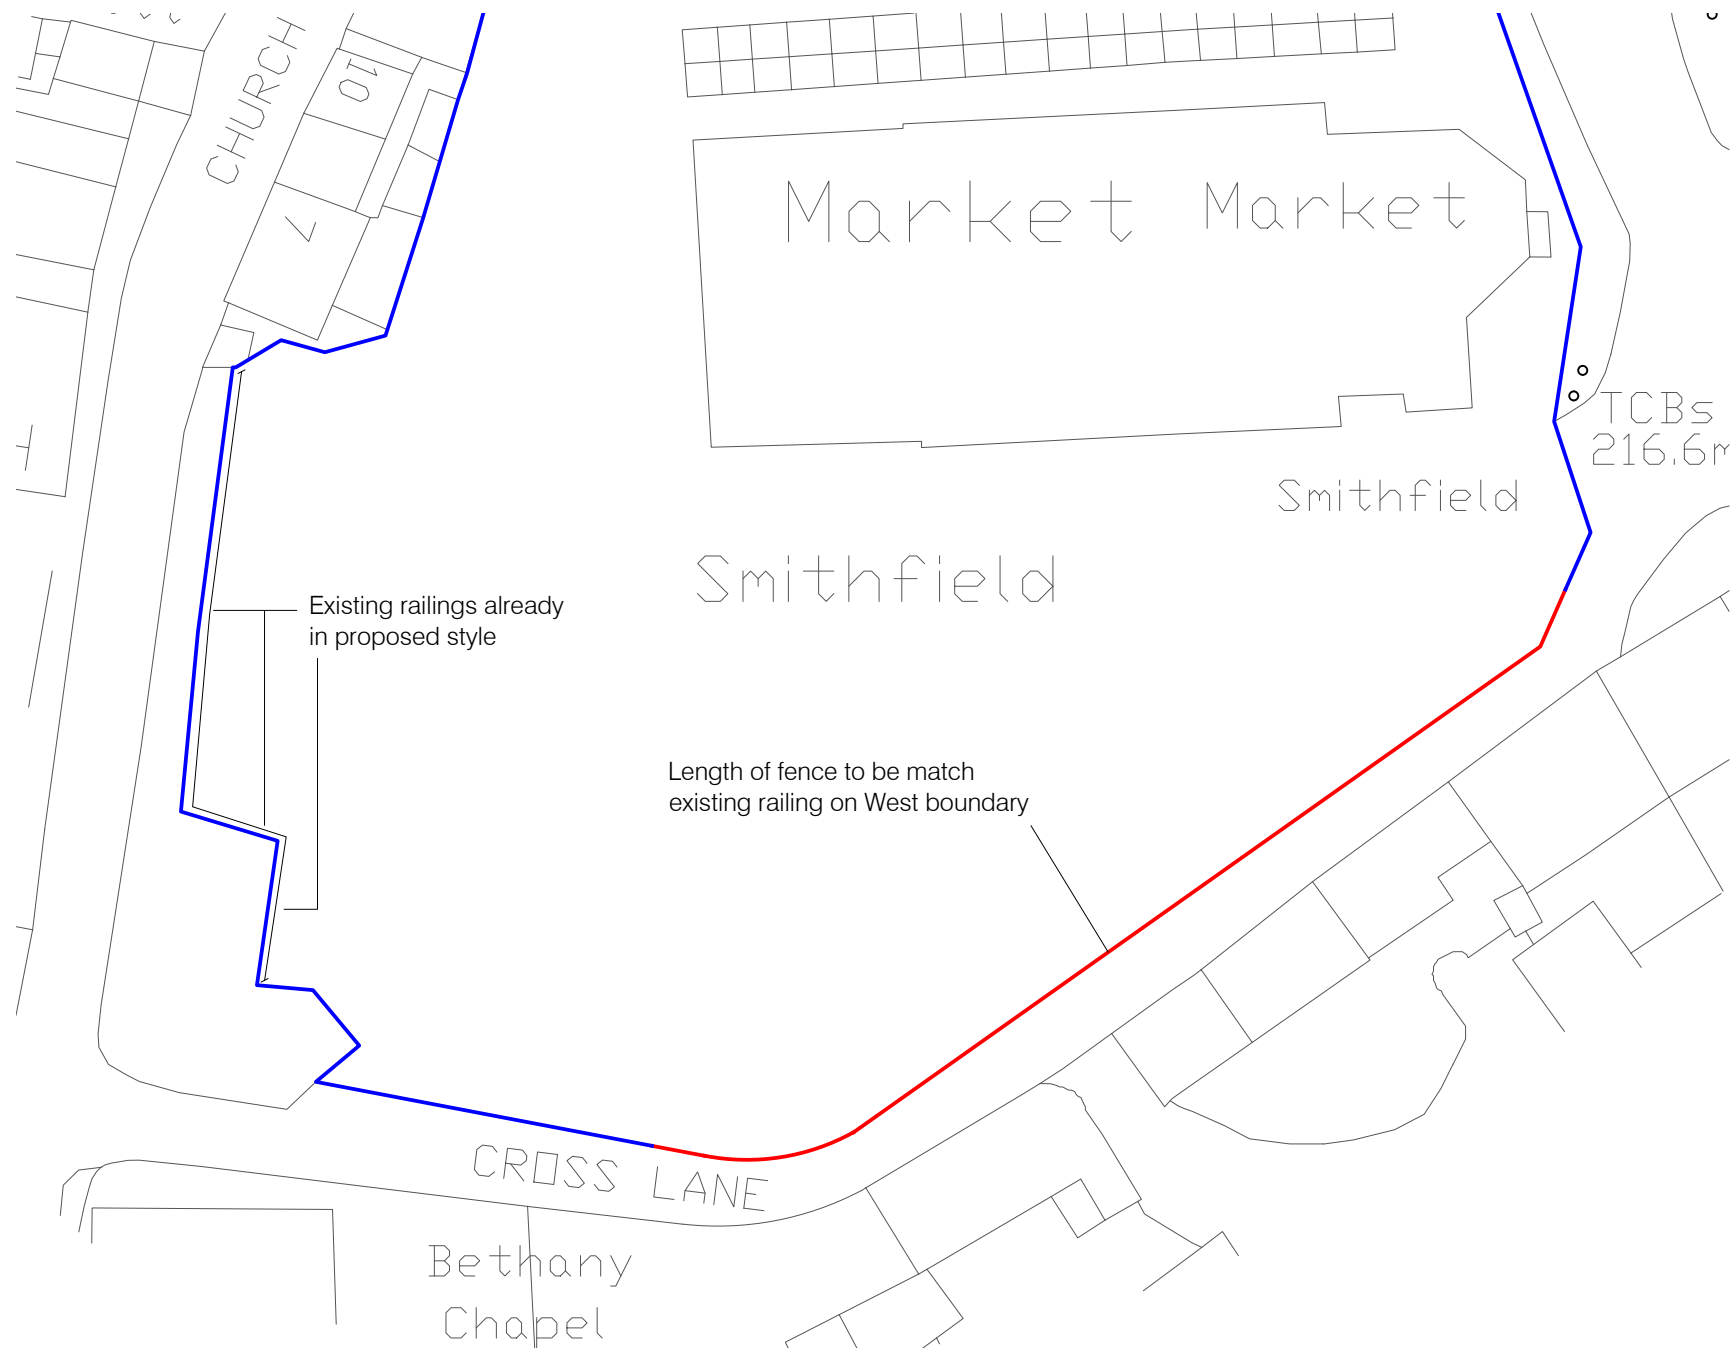 CHURCH
10
7
Market Market
TCBs
216.6m
Smithfield
Smithfield
Existing railings already
in proposed style
Length of fence to be match
existing railing on West boundary
CROSS LANE
Bethany
Chapel